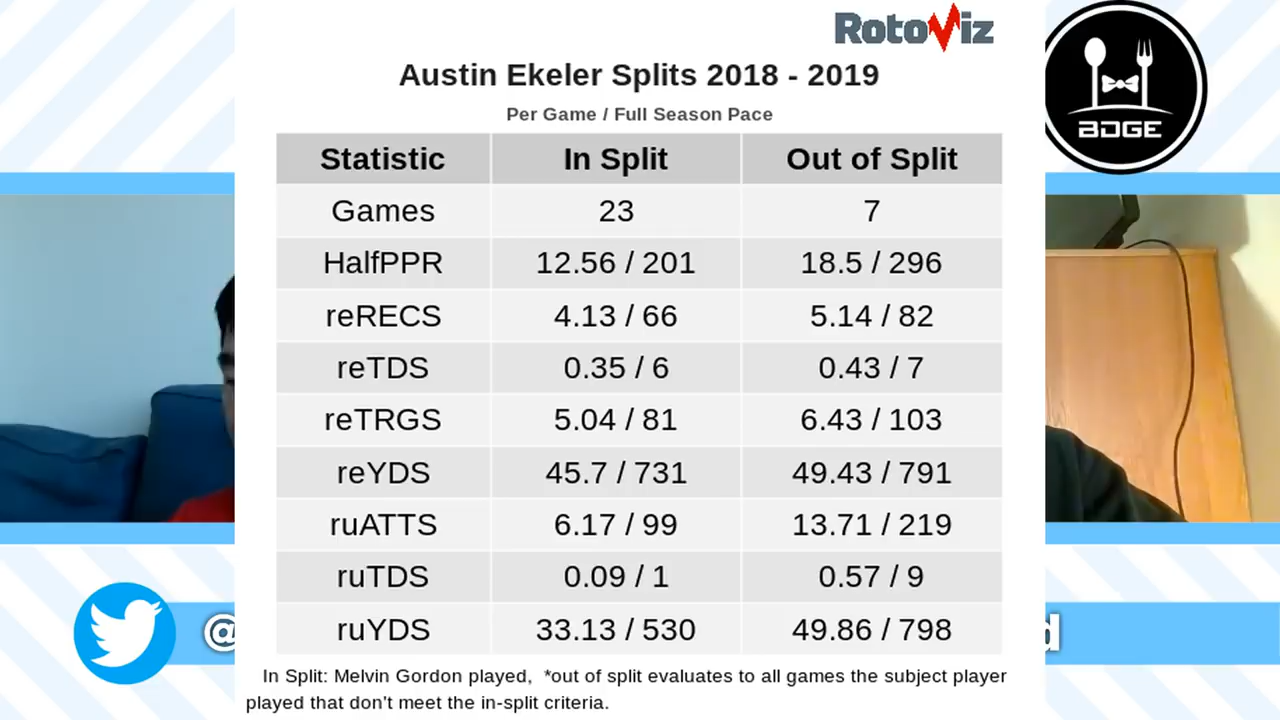 RotoViz
Austin Ekeler Splits 2018 - 2019
Per Game / Full Season Pace
Statistic In Split Out of Split
Games 23 7
HalfPPR 12.56 / 201 18.5 / 296
reRECS 4.13 / 66 5.14 / 82
reTDS 0.35 / 6 0.43 / 7
reTRGS 5.04 / 81 6.43 / 103
reYDS 45.7 / 731 49.43 / 791
ruATTS 6.17 / 99 13.71 / 219
ruTDS 0.09 / 1 0.57 / 9
ruYDS 33.13 / 530 49.86 / 798
In Split: Melvin Gordon played, *out of split evaluates to all games the subject player
played that don't meet the in-split criteria.
BDGE
@
d